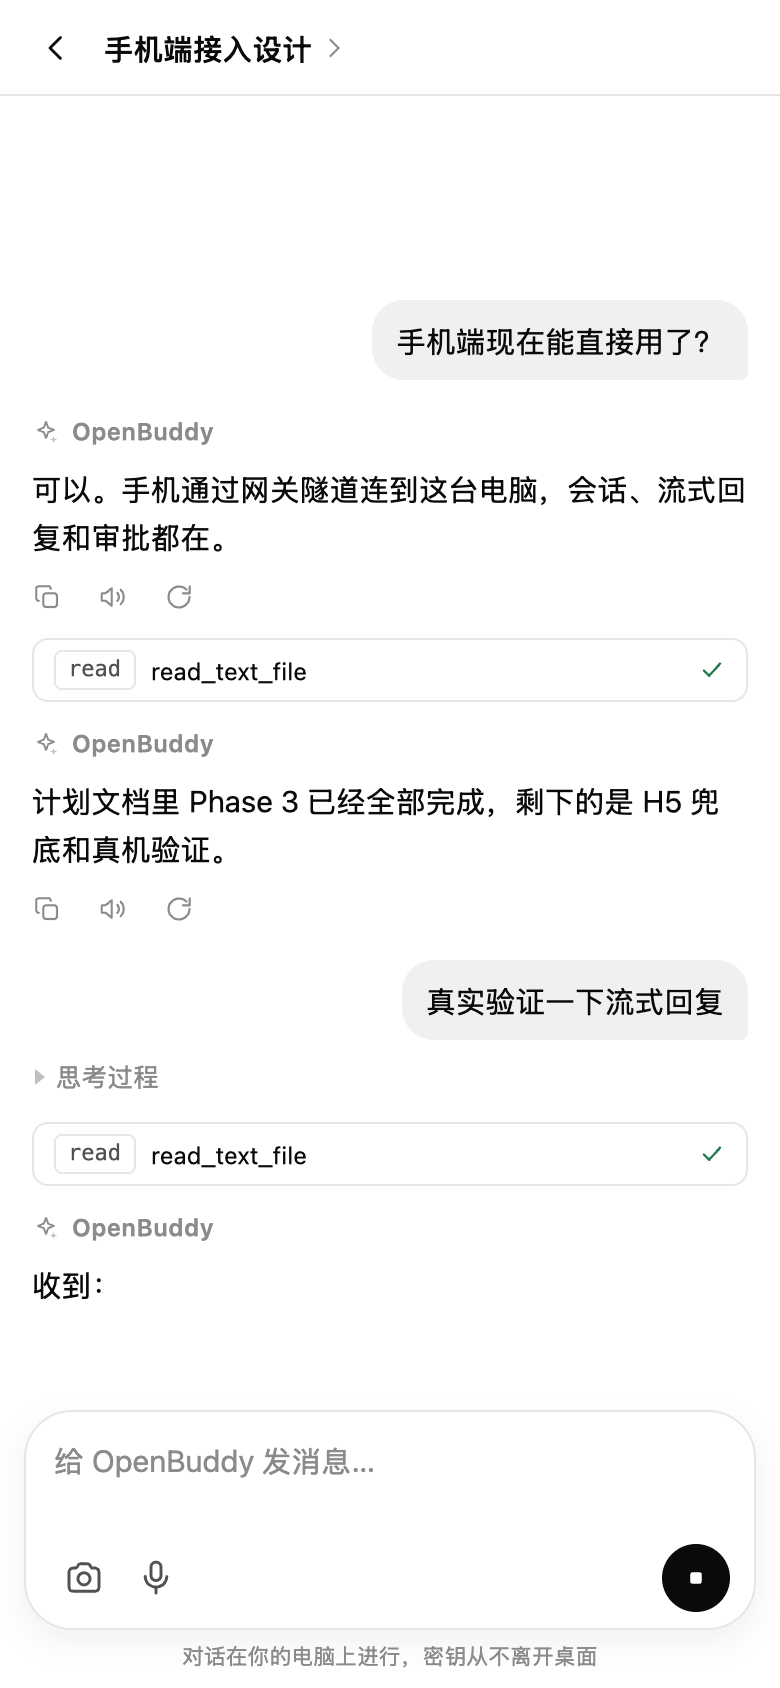 手机端接入设计
手机端现在能直接用了?
OpenBuddy
可以。手机通过网关隧道连到这台电脑，会话、流式回
复和审批都在。
read read_text_file
OpenBuddy
计划文档里 Phase 3 已经全部完成，剩下的是 H5 兜
底和真机验证。
真实验证一下流式回复
思考过程
read read_text_file
OpenBuddy
收到：
给 OpenBuddy 发消息...
对话在你的电脑上进行，密钥从不离开桌面